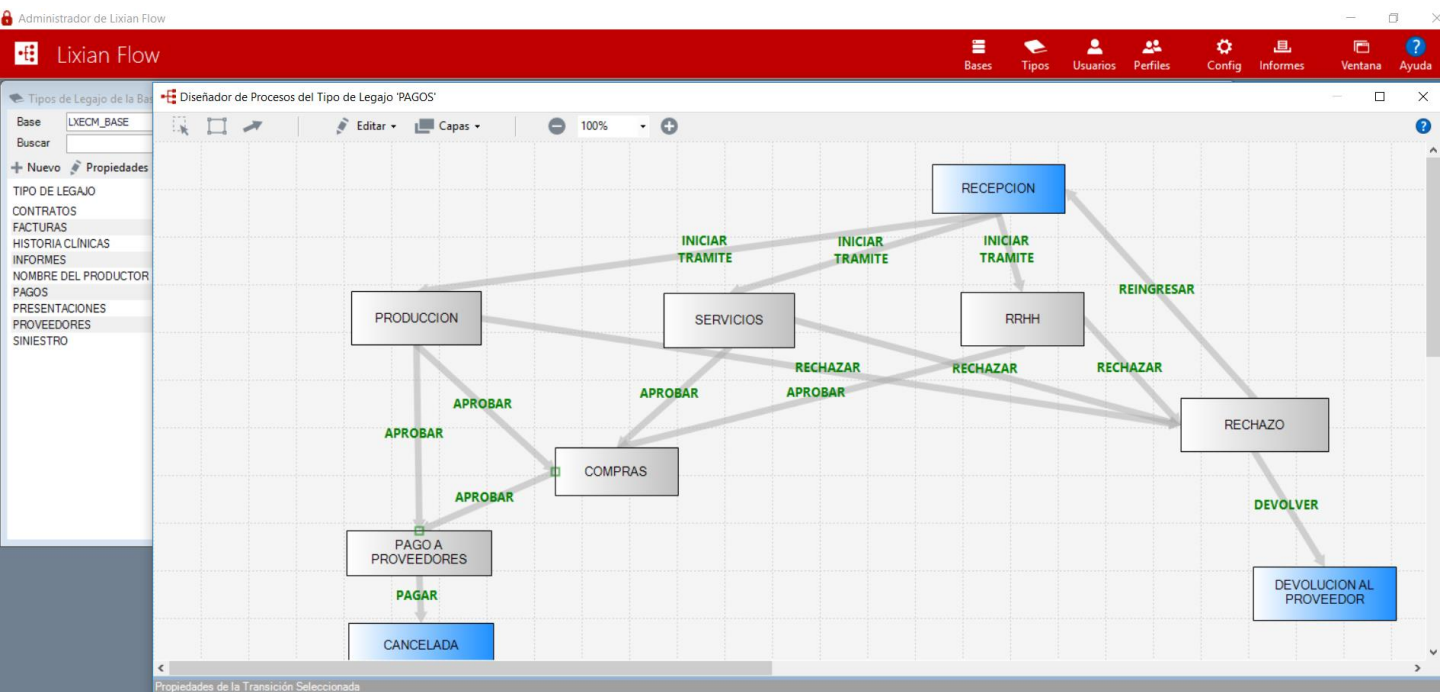 Administrador de Lixian Flow
Lixian Flow
Bases
Tipos
Usuarios
Perfiles
Config
Informes
Ventana
Ayuda
Tipos de Legajo de la Bas
Base
LXECM_BASE
Buscar
Nuevo
Propiedades
TIPO DE LEGAJO
CONTRATOS
FACTURAS
HISTORIA CLÍNICAS
INFORMES
NOMBRE DEL PRODUCTOR
PAGOS
PRESENTACIONES
PROVEEDORES
SINIESTRO
Diseñador de Procesos del Tipo de Legajo 'PAGOS'
Editar
Capas
100%
RECEPCION
INICIAR
TRAMITE
INICIAR
TRAMITE
INICIAR
TRAMITE
REINGRESAR
PRODUCCION
SERVICIOS
RRHH
RECHAZAR
RECHAZAR
RECHAZAR
APROBAR
APROBAR
APROBAR
APROBAR
RECHAZO
COMPRAS
APROBAR
DEVOLVER
PAGO A
PROVEEDORES
PAGAR
DEVOLUCION AL
PROVEEDOR
CANCELADA
Propiedades de la Transición Seleccionada